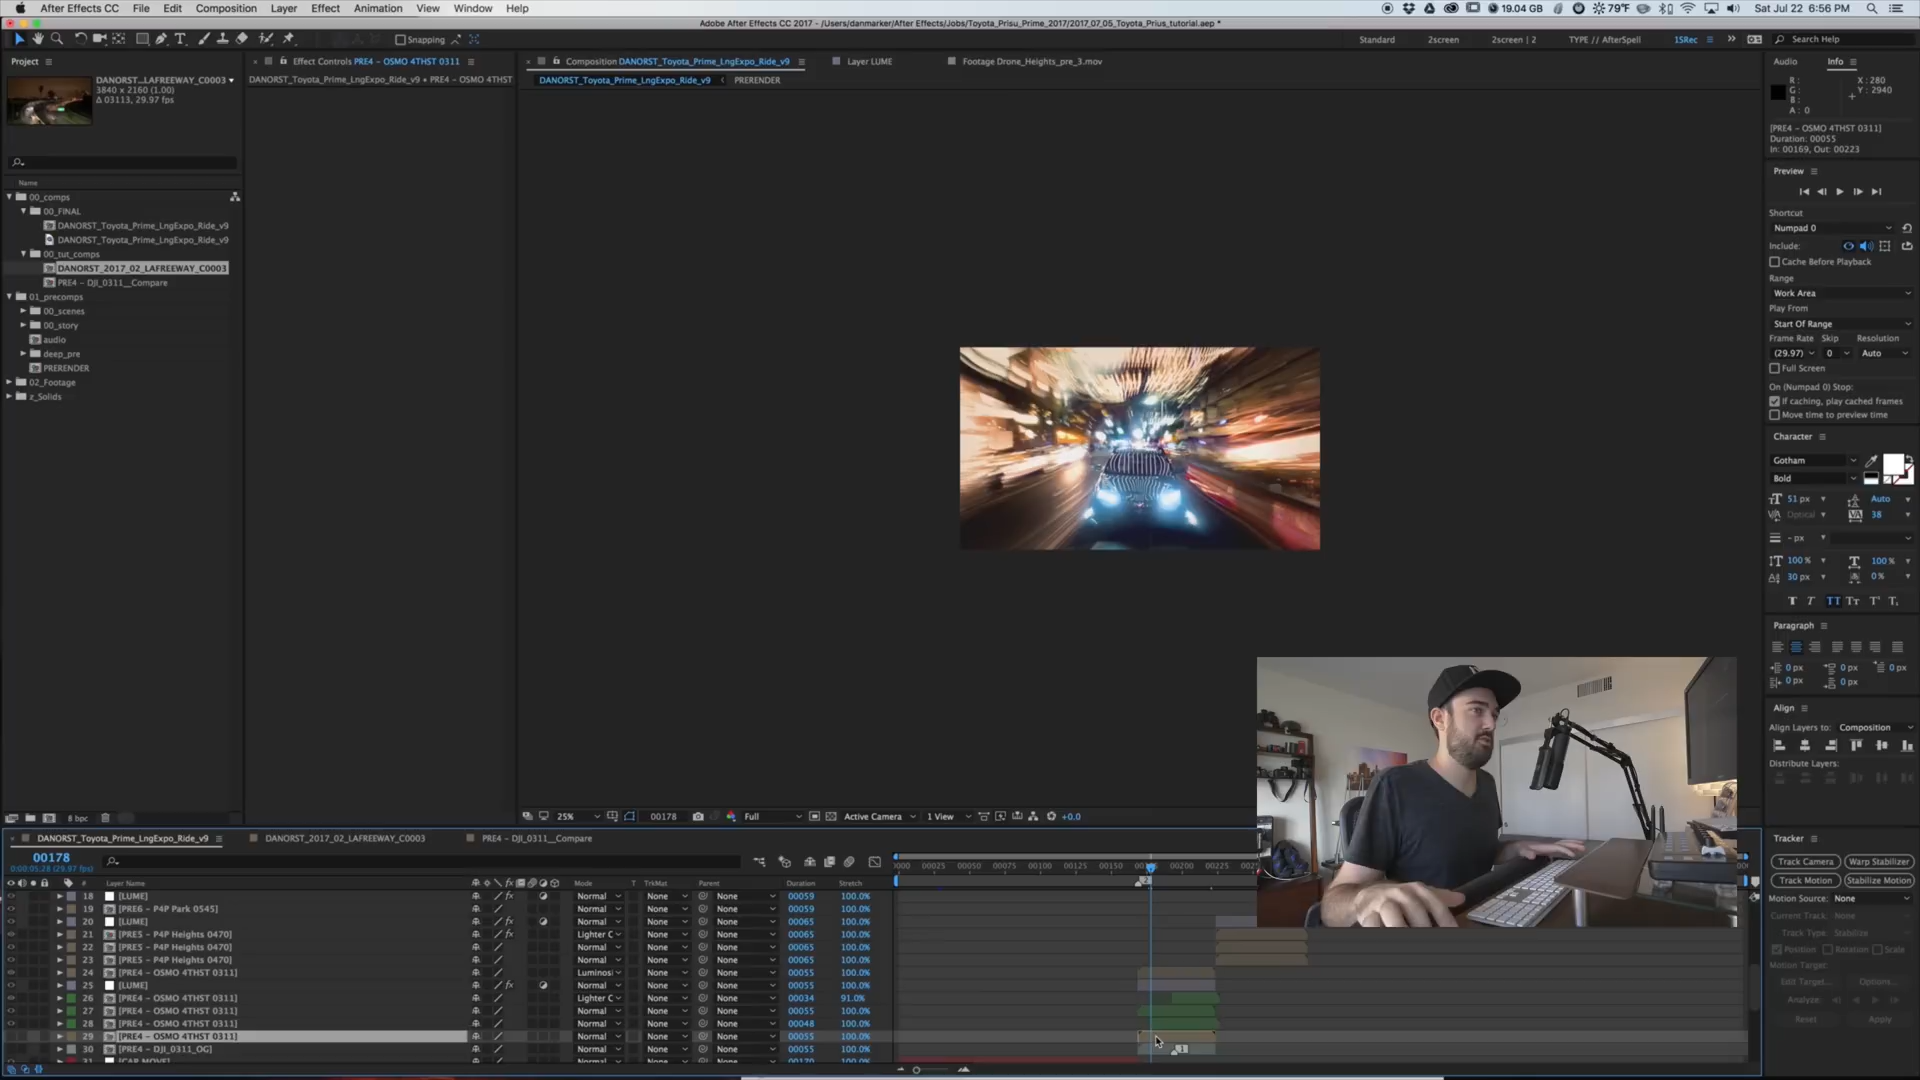 After Effects CC File Edit Composition Layer Effect Animation View Window Help 19.04 GB 79°F Sat Jul 22 6:56 PM
Adobe After Effects CC 2017 - /Users/danmarker/After Effects/Jobs/Toyota_Prisu_Prime_2017/2017_07_05_Toyota_Prius_tutorial.aep *
Snapping Standard 2screen 2screen | 2 TYPE // AfterSpell 1SRec Search Help
Project Effect Controls PRE4 - OSMO 4THST 0311 Composition DANORST_Toyota_Prime_LngExpo_Ride_v9 Layer LUME Footage Drone_Heights_pre_3.mov Audio Info
DANORST...LAFREEWAY_C0003
3840 x 2160 (1.00)
Δ 03113, 29.97 fps
DANORST_Toyota_Prime_LngExpo_Ride_v9 • PRE4 - OSMO 4THST
DANORST_Toyota_Prime_LngExpo_Ride_v9 PRERENDER
R :
G :
B :
A : 0
X : 280
Y : 2940
[PRE4 - OSMO 4THST 0311]
Duration: 00055
In: 00169, Out: 00223
Name
00_comps
00_FINAL
DANORST_Toyota_Prime_LngExpo_Ride_v9
DANORST_Toyota_Prime_LngExpo_Ride_v9
00_tut_comps
DANORST_2017_02_LAFREEWAY_C0003
PRE4 - DJI_0311__Compare
01_precomps
00_scenes
00_story
audio
deep_pre
PRERENDER
02_Footage
z_Solids
Preview
Shortcut
Numpad 0
Include:
Cache Before Playback
Range
Work Area
Play From
Start Of Range
Frame Rate Skip Resolution
(29.97) 0 Auto
Full Screen
On (Numpad 0) Stop:
If caching, play cached frames
Move time to preview time
Character
Gotham
Bold
51 px Auto
Optical 38
- px
100% 100%
30 px 0%
Paragraph
0 px 0 px 0 px
0 px 0 px
Align
Align Layers to: Composition
Distribute Layers:
8 bpc 25% 00178 Full Active Camera 1 View +0.0
DANORST_Toyota_Prime_LngExpo_Ride_v9 DANORST_2017_02_LAFREEWAY_C0003 PRE4 - DJI_0311__Compare
00178
0:00:05:28 (29.97 fps)
00025 00050 00075 00100 00125 00150 00200 00225
# Layer Name Mode T TrkMat Parent Duration Stretch
18 [LUME] Normal None None 00059 100.0%
19 [PRE6 - P4P Park 0545] Normal None None 00059 100.0%
20 [LUME] Normal None None 00065 100.0%
21 [PRE5 - P4P Heights 0470] Lighter C None None 00065 100.0%
22 [PRE5 - P4P Heights 0470] Normal None None 00065 100.0%
23 [PRE5 - P4P Heights 0470] Normal None None 00065 100.0%
24 [PRE4 - OSMO 4THST 0311] Luminosi None None 00055 100.0%
25 [LUME] Normal None None 00055 100.0%
26 [PRE4 - OSMO 4THST 0311] Lighter C None None 00034 91.0%
27 [PRE4 - OSMO 4THST 0311] Normal None None 00055 100.0%
28 [PRE4 - OSMO 4THST 0311] Normal None None 00048 100.0%
29 [PRE4 - OSMO 4THST 0311] Normal None None 00055 100.0%
30 [PRE4 - DJI_0311_OG] Normal None None 00055 100.0%
Tracker
Track Camera Warp Stabilizer
Track Motion Stabilize Motion
Motion Source: None
Current Track: None
Track Type: Stabilize
Position Rotation Scale
Motion Target:
Edit Target... Options...
Analyze:
Reset Apply